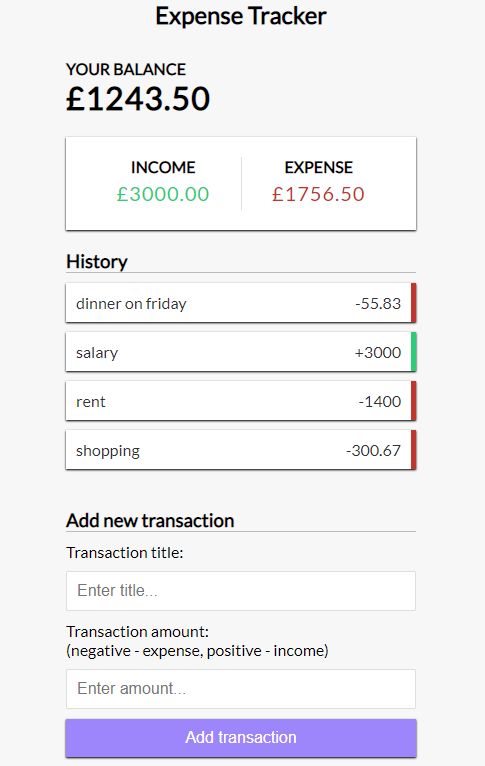 Expense Tracker
YOUR BALANCE
£1243.50
INCOME
EXPENSE
£3000.00
£1756.50
History
dinner on friday -55.83
salary +3000
rent -1400
shopping -300.67
Add new transaction
Transaction title:
Enter title...
Transaction amount:
(negative - expense, positive - income)
Enter amount...
Add transaction